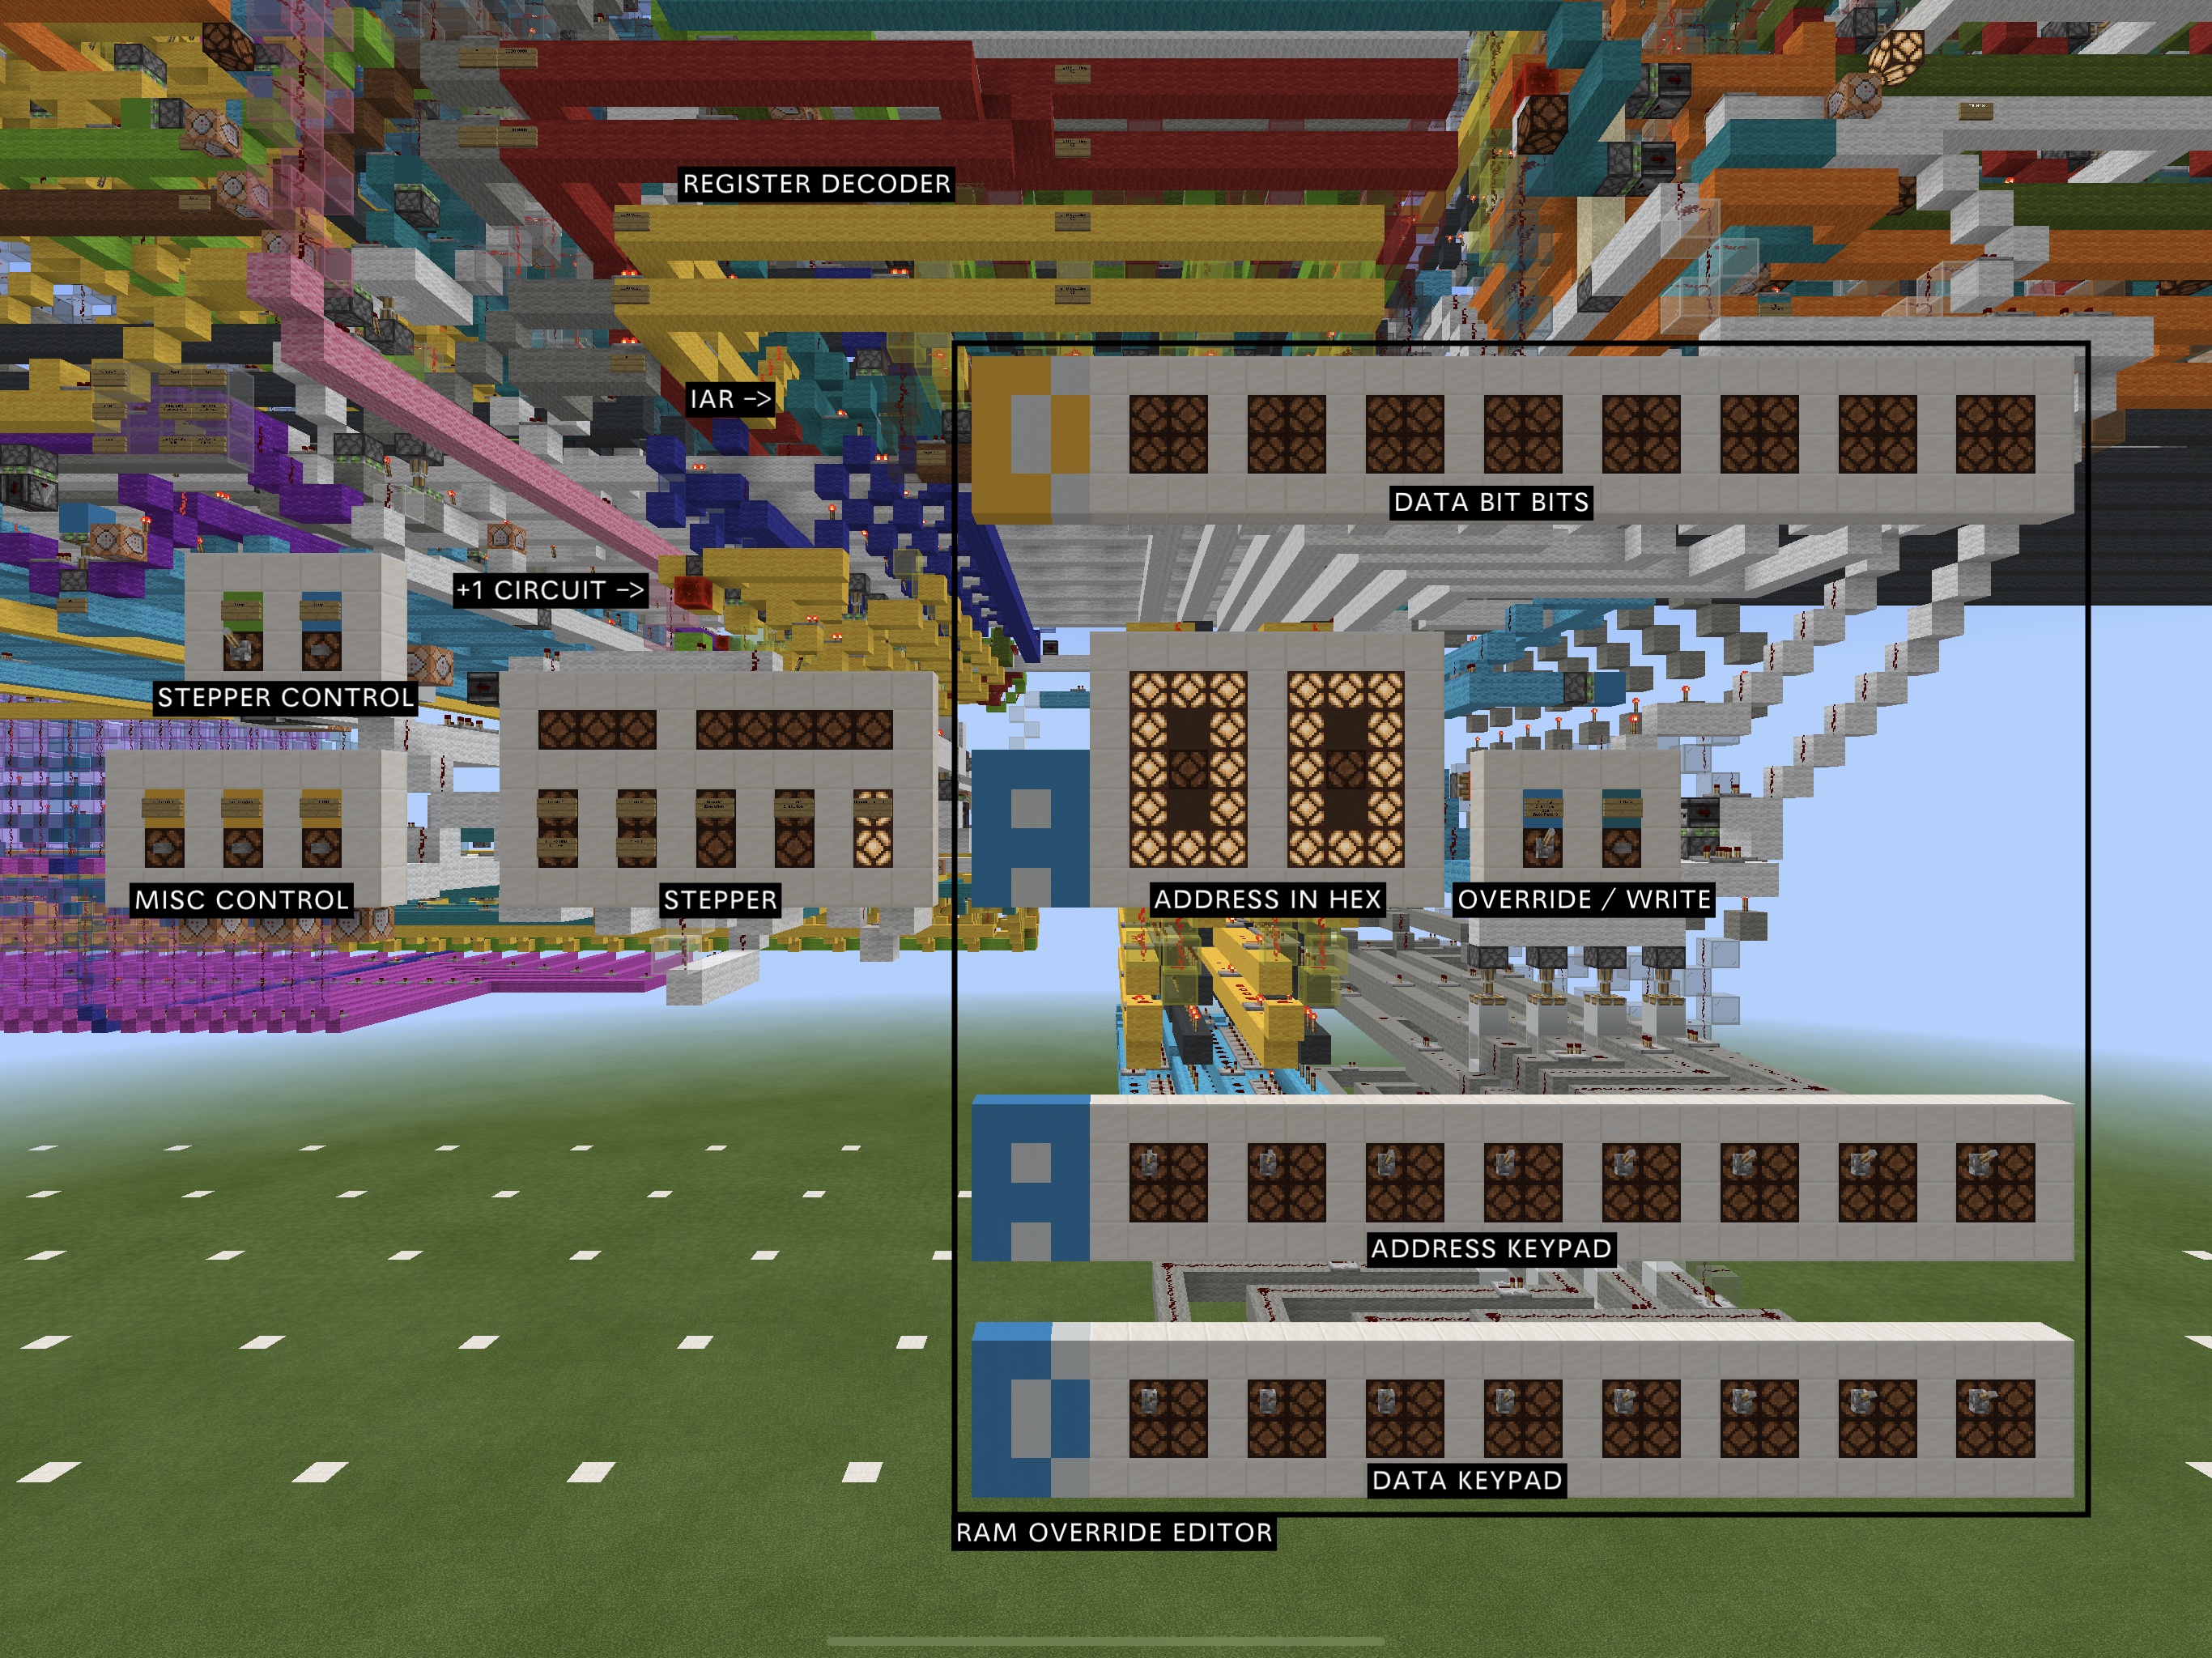 REGISTER DECODER
IAR ->
DATA BIT BITS
+1 CIRCUIT ->
STEPPER CONTROL
MISC CONTROL
STEPPER
00
ADDRESS IN HEX
OVERRIDE / WRITE
ADDRESS KEYPAD
DATA KEYPAD
RAM OVERRIDE EDITOR